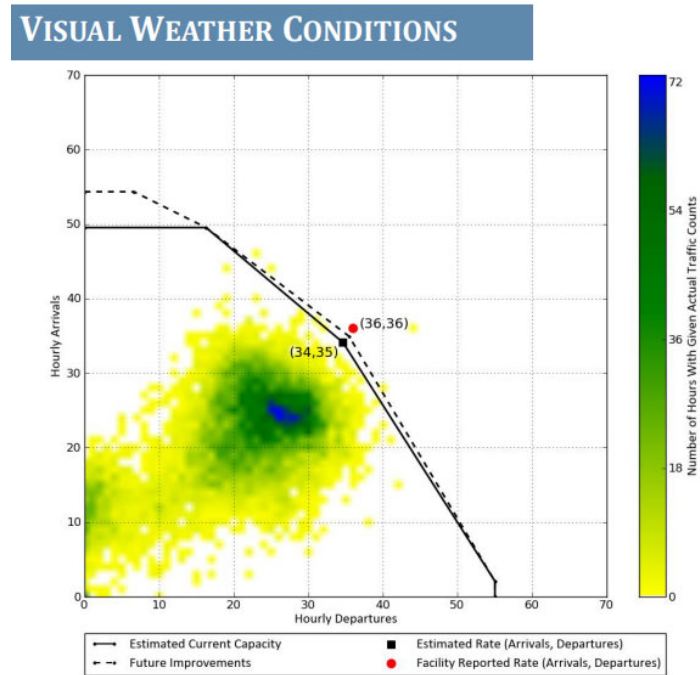 VISUAL WEATHER CONDITIONS
70
60
50
40
30
20
10
0
Hourly Arrivals
(36,36)
(34,35)
0 10 20 30 40 50 60 70
Hourly Departures
72
54
36
18
0
Number of Hours With Given Actual Traffic Counts
Estimated Current Capacity
Future Improvements
Estimated Rate (Arrivals, Departures)
Facility Reported Rate (Arrivals, Departures)